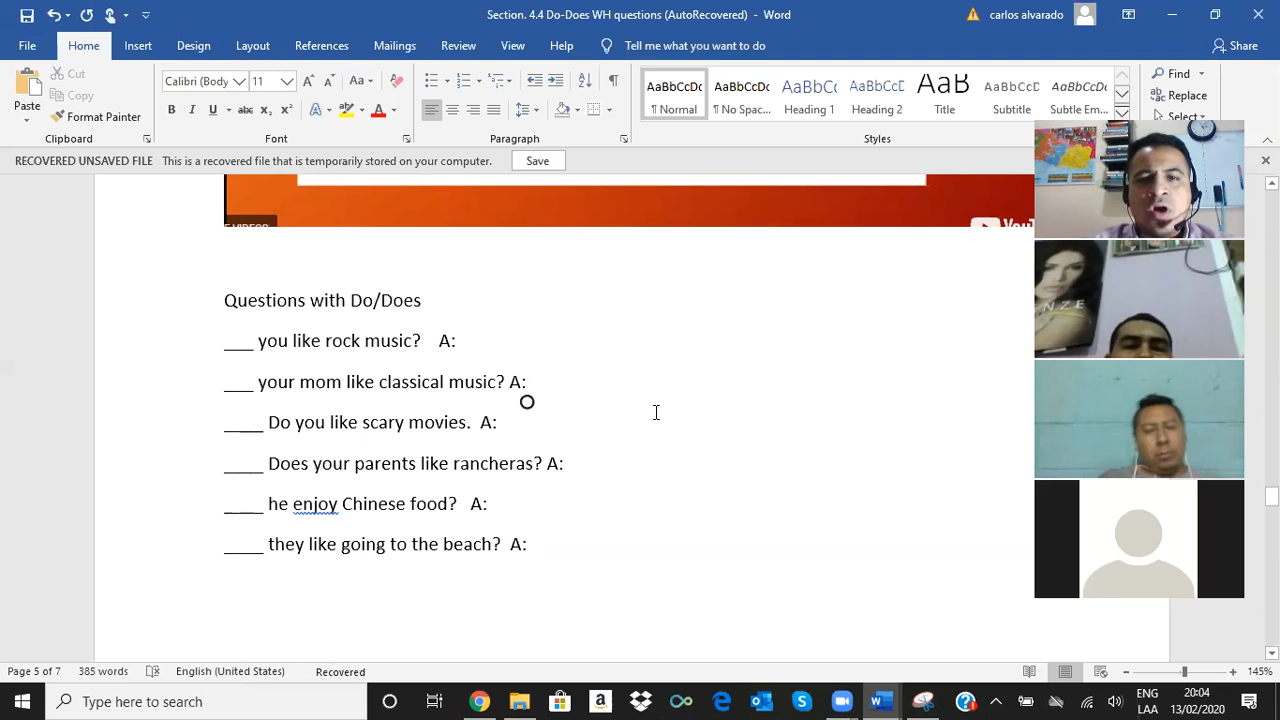 Section. 4.4 Do-Does WH questions (AutoRecovered) - Word
carlos alvarado
File Home Insert Design Layout References Mailings Review View Help Tell me what you want to do Share
Paste
Cut
Copy
Format Painter
Clipboard
Calibri (Body 11
Font
Paragraph
AaBbCcDc AaBbCcDc AaBbCc AaBbCcD AaB AaBbCcD AaBbCcDc
¶ Normal ¶ No Spac... Heading 1 Heading 2 Title Subtitle Subtle Em...
Styles
Find
Replace
Select
RECOVERED UNSAVED FILE This is a recovered file that is temporarily stored on your computer. Save
Questions with Do/Does
___ you like rock music? A:
___ your mom like classical music? A:
____ Do you like scary movies. A:
____ Does your parents like rancheras? A:
____ he enjoy Chinese food? A:
____ they like going to the beach? A:
Page 5 of 7 385 words English (United States) Recovered 145%
Type here to search
ENG
LAA
20:04
13/02/2020